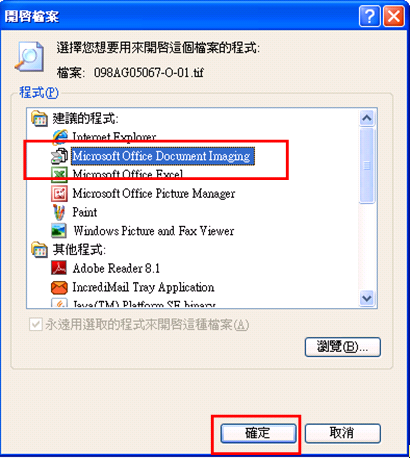 開啓檔案
選擇您想要用來開啓這個檔案的程式:
檔案: 098AG05067-O-01.tif
程式(P)
建議的程式:
Internet Explorer
Microsoft Office Document Imaging
Microsoft Office Excel
Microsoft Office Picture Manager
Paint
Windows Picture and Fax Viewer
其他程式:
Adobe Reader 8.1
IncrediMail Tray Application
Java(TM) Platform SE binary
永遠用選取的程式來開啓這種檔案(A)
瀏覽(B)...
確定
取消